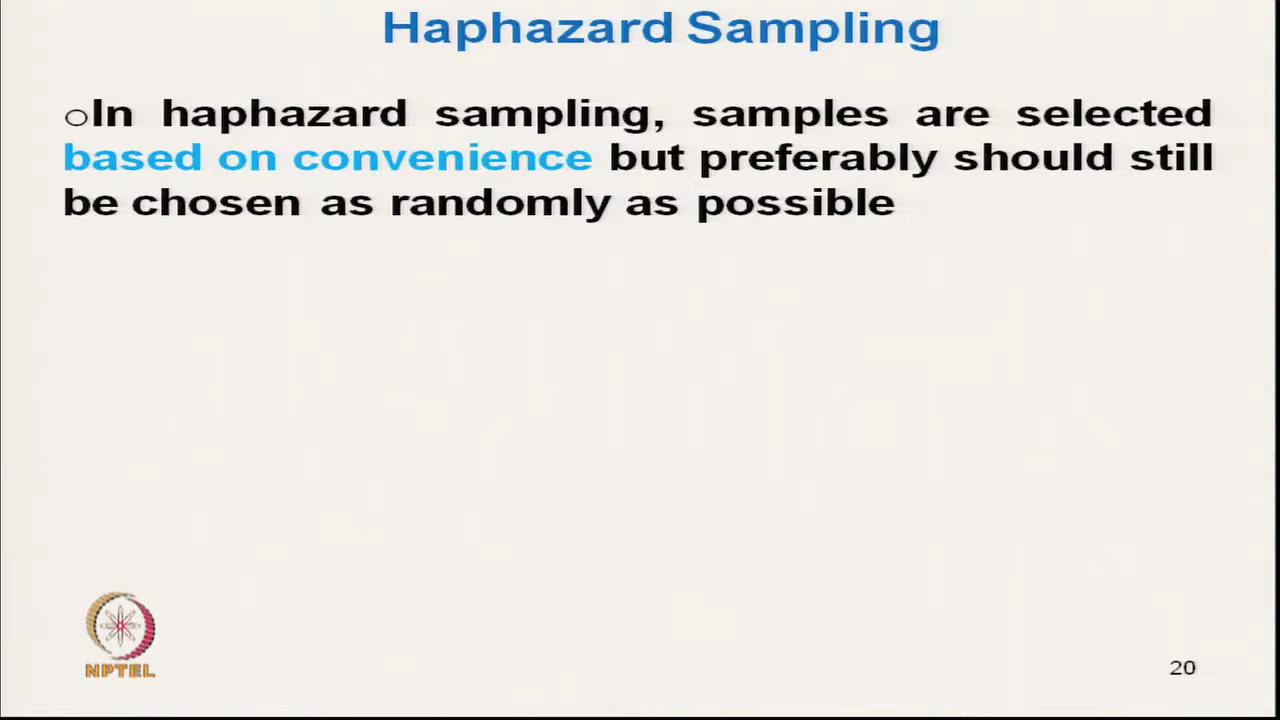 Haphazard Sampling
○In haphazard sampling, samples are selected
based on convenience but preferably should still
be chosen as randomly as possible
NPTEL
20